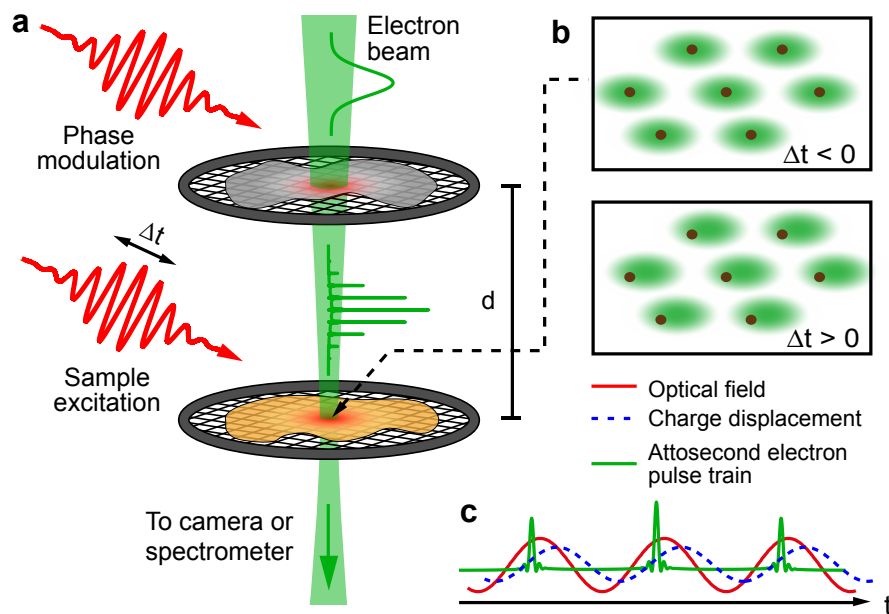 a
Electron
beam
Phase
modulation
Δt
d
Sample
excitation
To camera or
spectrometer
b
Δt < 0
Δt > 0
Optical field
Charge displacement
Attosecond electron
pulse train
c
t